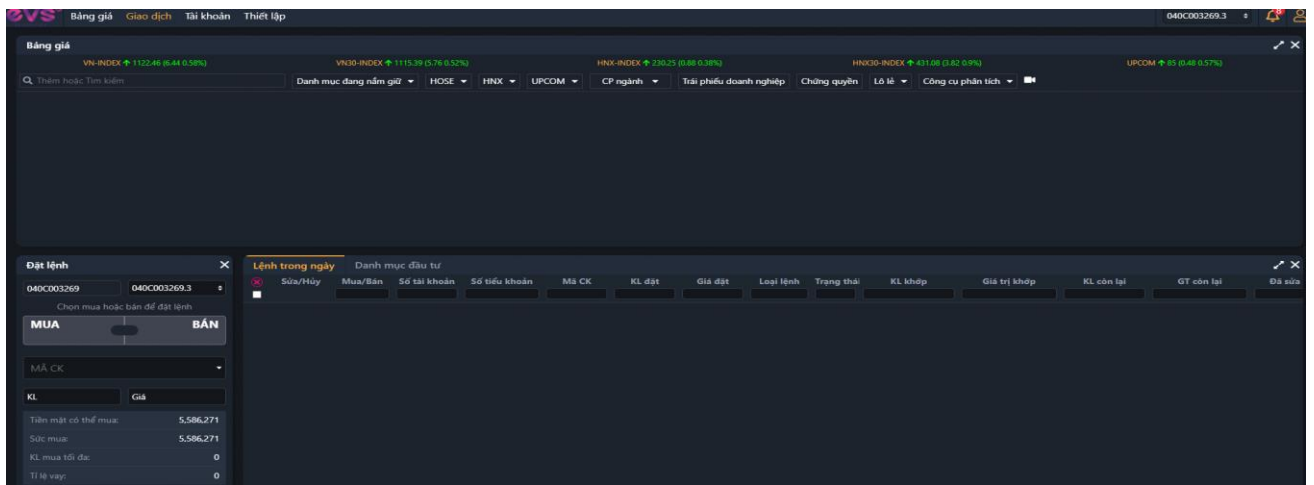 evs Bảng giá Giao dịch Tài khoản Thiết lập 040C003269.3 8
Bảng giá
VN-INDEX 1122.46 (6.44 0.58%) VN30-INDEX 1115.39 (5.76 0.52%) HNX-INDEX 230.25 (0.88 0.38%) HNX30-INDEX 431.08 (3.82 0.9%) UPCOM 85 (0.48 0.57%)
Thêm hoặc Tìm kiếm Danh mục đang nắm giữ HOSE HNX UPCOM CP ngành Trái phiếu doanh nghiệp Chứng quyền Lô lẻ Công cụ phân tích
Đặt lệnh Lệnh trong ngày Danh mục đầu tư
Sửa/Hủy Mua/Bán Số tài khoản Số tiểu khoản Mã CK KL đặt Giá đặt Loại lệnh Trạng thái KL khớp Giá trị khớp KL còn lại GT còn lại Đã sửa
040C003269 040C003269.3
Chọn mua hoặc bán để đặt lệnh
MUA BÁN
MÃ CK
KL Giá
Tiền mặt có thể mua: 5,586,271
Sức mua: 5,586,271
KL mua tối đa: 0
Tỉ lệ vay: 0